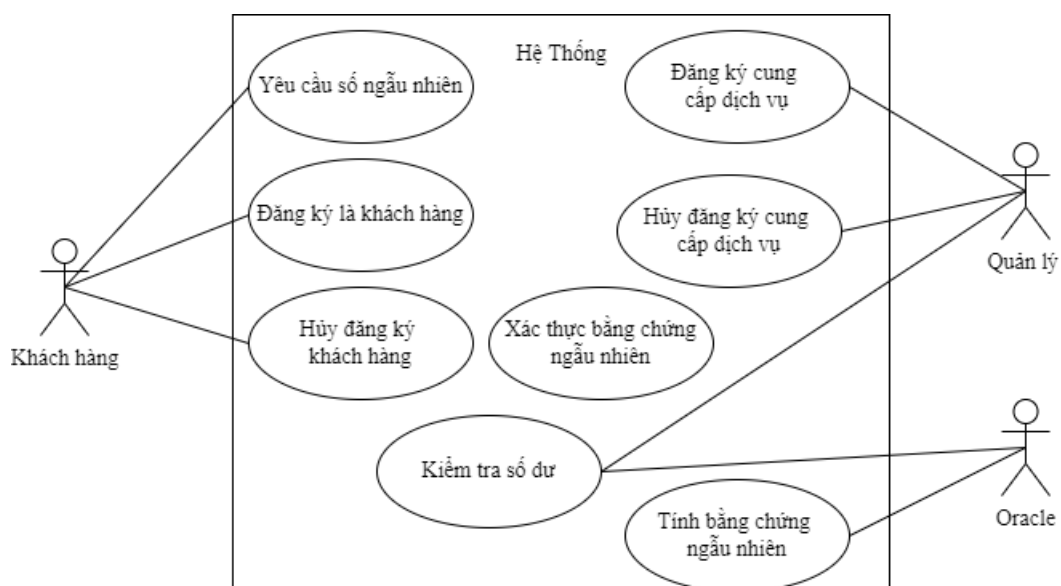 Hệ Thống
Yêu cầu số ngẫu nhiên
Đăng ký cung
cấp dịch vụ
Đăng ký là khách hàng
Hủy đăng ký cung
cấp dịch vụ
Quản lý
Hủy đăng ký
khách hàng
Xác thực bằng chứng
ngẫu nhiên
Khách hàng
Kiểm tra số dư
Tính bằng chứng
ngẫu nhiên
Oracle